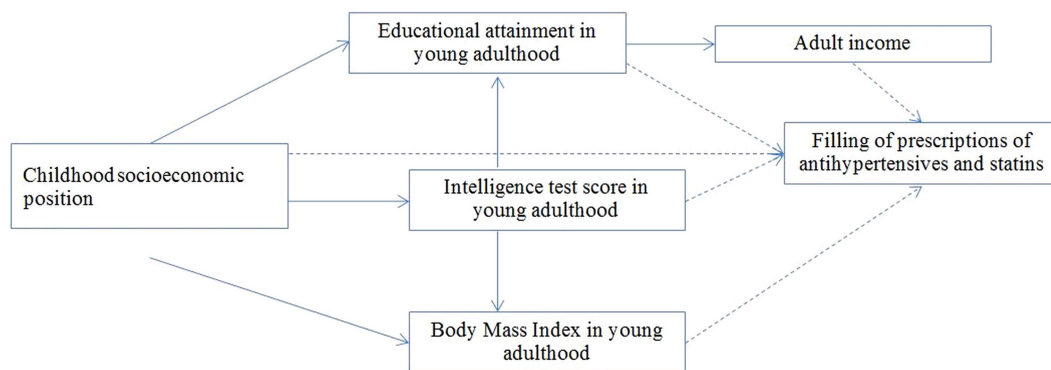 Educational attainment in
young adulthood
Adult income
Filling of prescriptions of
antihypertensives and statins
Childhood socioeconomic
position
Intelligence test score in
young adulthood
Body Mass Index in young
adulthood